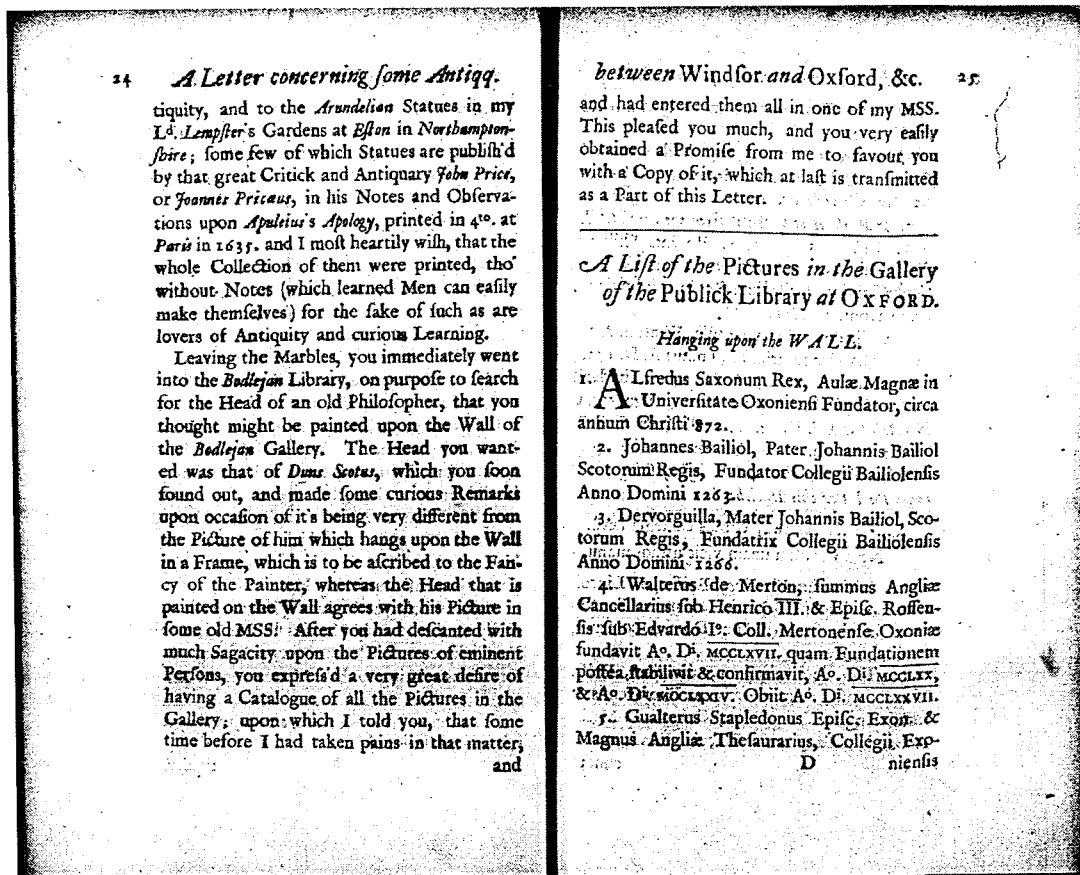 24 A Letter concerning ſome Antiqq.
tiquity, and to the Arundelian Statues in my
Lᵈ. Lempſter's Gardens at Eſton in Northampton-
ſhire; ſome few of which Statues are publiſh'd
by that great Critick and Antiquary John Price,
or Joannes Pricæus, in his Notes and Obſerva-
tions upon Apuleius's Apology, printed in 4ᵗᵒ. at
Paris in 1635. and I moſt heartily wiſh, that the
whole Collection of them were printed, tho'
without Notes (which learned Men can eaſily
make themſelves) for the ſake of ſuch as are
lovers of Antiquity and curious Learning.
Leaving the Marbles, you immediately went
into the Bodlejan Library, on purpoſe to ſearch
for the Head of an old Philoſopher, that you
thought might be painted upon the Wall of
the Bodlejan Gallery. The Head you want-
ed was that of Duns Scotus, which you ſoon
found out, and made ſome curious Remarks
upon occaſion of it's being very different from
the Picture of him which hangs upon the Wall
in a Frame, which is to be aſcribed to the Fan-
cy of the Painter, whereas the Head that is
painted on the Wall agrees with his Picture in
ſome old MSS. After you had deſcanted with
much Sagacity upon the Pictures of eminent
Perſons, you expreſs'd a very great deſire of
having a Catalogue of all the Pictures in the
Gallery; upon which I told you, that ſome
time before I had taken pains in that matter,
and
between Windſor and Oxford, &c. 25
and had entered them all in one of my MSS.
This pleaſed you much, and you very eaſily
obtained a Promiſe from me to favour you
with a Copy of it, which at laſt is tranſmitted
as a Part of this Letter.
A Liſt of the Pictures in the Gallery
of the Publick Library at OXFORD.
Hanging upon the WALL.
1. ALfredus Saxonum Rex, Aulæ Magnæ in
Univerſitate Oxonienſi Fundator, circa
annum Chriſti 872.
2. Johannes Bailiol, Pater Johannis Bailiol
Scotorum Regis, Fundator Collegii Bailiolenſis
Anno Domini 1263.
3. Dervorguilla, Mater Johannis Bailiol, Sco-
torum Regis, Fundatrix Collegii Bailiolenſis
Anno Domini 1266.
4. Walterius de Merton, ſummus Angliæ
Cancellarius ſub Henrico III. & Epiſc. Roffen-
ſis ſub Edvardo Iº. Coll. Mertonenſe Oxoniæ
fundavit Aº. Dⁱ. MCCLXVII. quam Fundationem
poſtea ſtabilivit & confirmavit, Aº. Dⁱ. MCCLXX,
& Aº. Dⁱ. MCCLXXIV. Obiit Aº. Dⁱ. MCCLXXVII.
5. Gualterus Stapledonus Epiſc. Exon. &
Magnus Angliæ Theſaurarius, Collegii Exo-
D nienſis